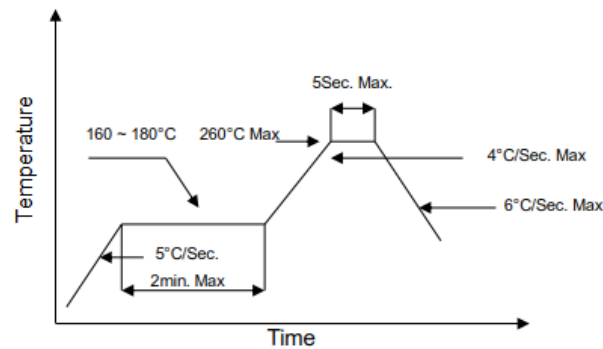 5Sec. Max.
160 ~ 180°C
260°C Max
4°C/Sec. Max
6°C/Sec. Max
5°C/Sec.
2min. Max
Temperature
Time